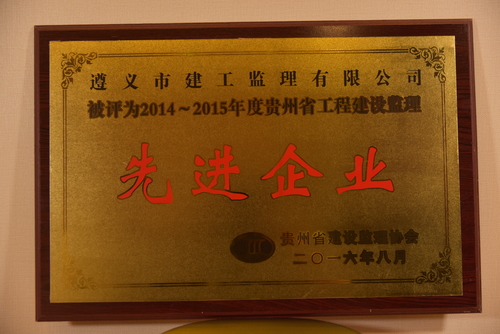 遵义市建工监理有限公司
被评为2014～2015年度贵州省工程建设监理
先进企业
贵州省建设监理协会
二〇一六年八月